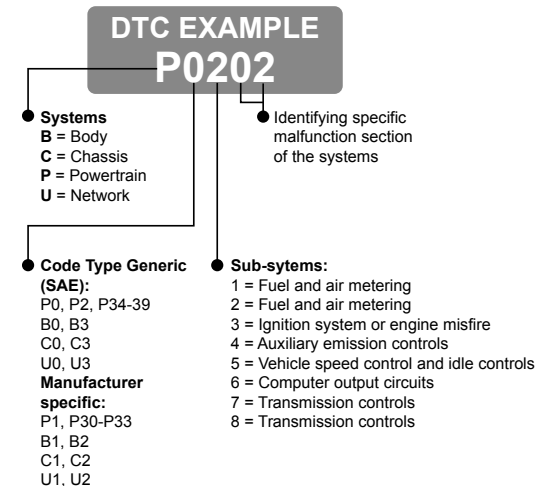 DTC EXAMPLE
P0202
Systems
B = Body
C = Chassis
P = Powertrain
U = Network
Identifying specific
malfunction section
of the systems
Code Type Generic
(SAE):
P0, P2, P34-39
B0, B3
C0, C3
U0, U3
Manufacturer
specific:
P1, P30-P33
B1, B2
C1, C2
U1, U2
Sub-sytems:
1 = Fuel and air metering
2 = Fuel and air metering
3 = Ignition system or engine misfire
4 = Auxiliary emission controls
5 = Vehicle speed control and idle controls
6 = Computer output circuits
7 = Transmission controls
8 = Transmission controls